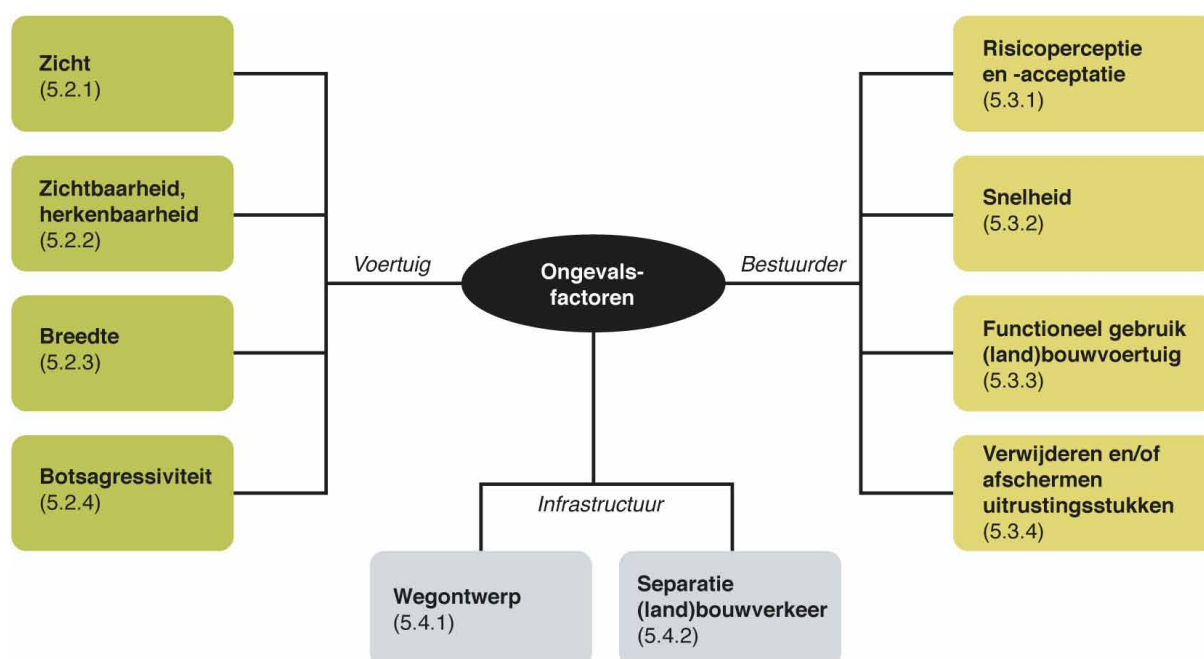 Zicht
(5.2.1)
Zichtbaarheid,
herkenbaarheid
(5.2.2)
Breedte
(5.2.3)
Botsagressiviteit
(5.2.4)
Voertuig
Ongevals-
factoren
Bestuurder
Infrastructuur
Wegontwerp
(5.4.1)
Separatie
(land)bouwverkeer
(5.4.2)
Risicoperceptie
en -acceptatie
(5.3.1)
Snelheid
(5.3.2)
Functioneel gebruik
(land)bouwvoertuig
(5.3.3)
Verwijderen en/of
afschermen
uitrustingsstukken
(5.3.4)